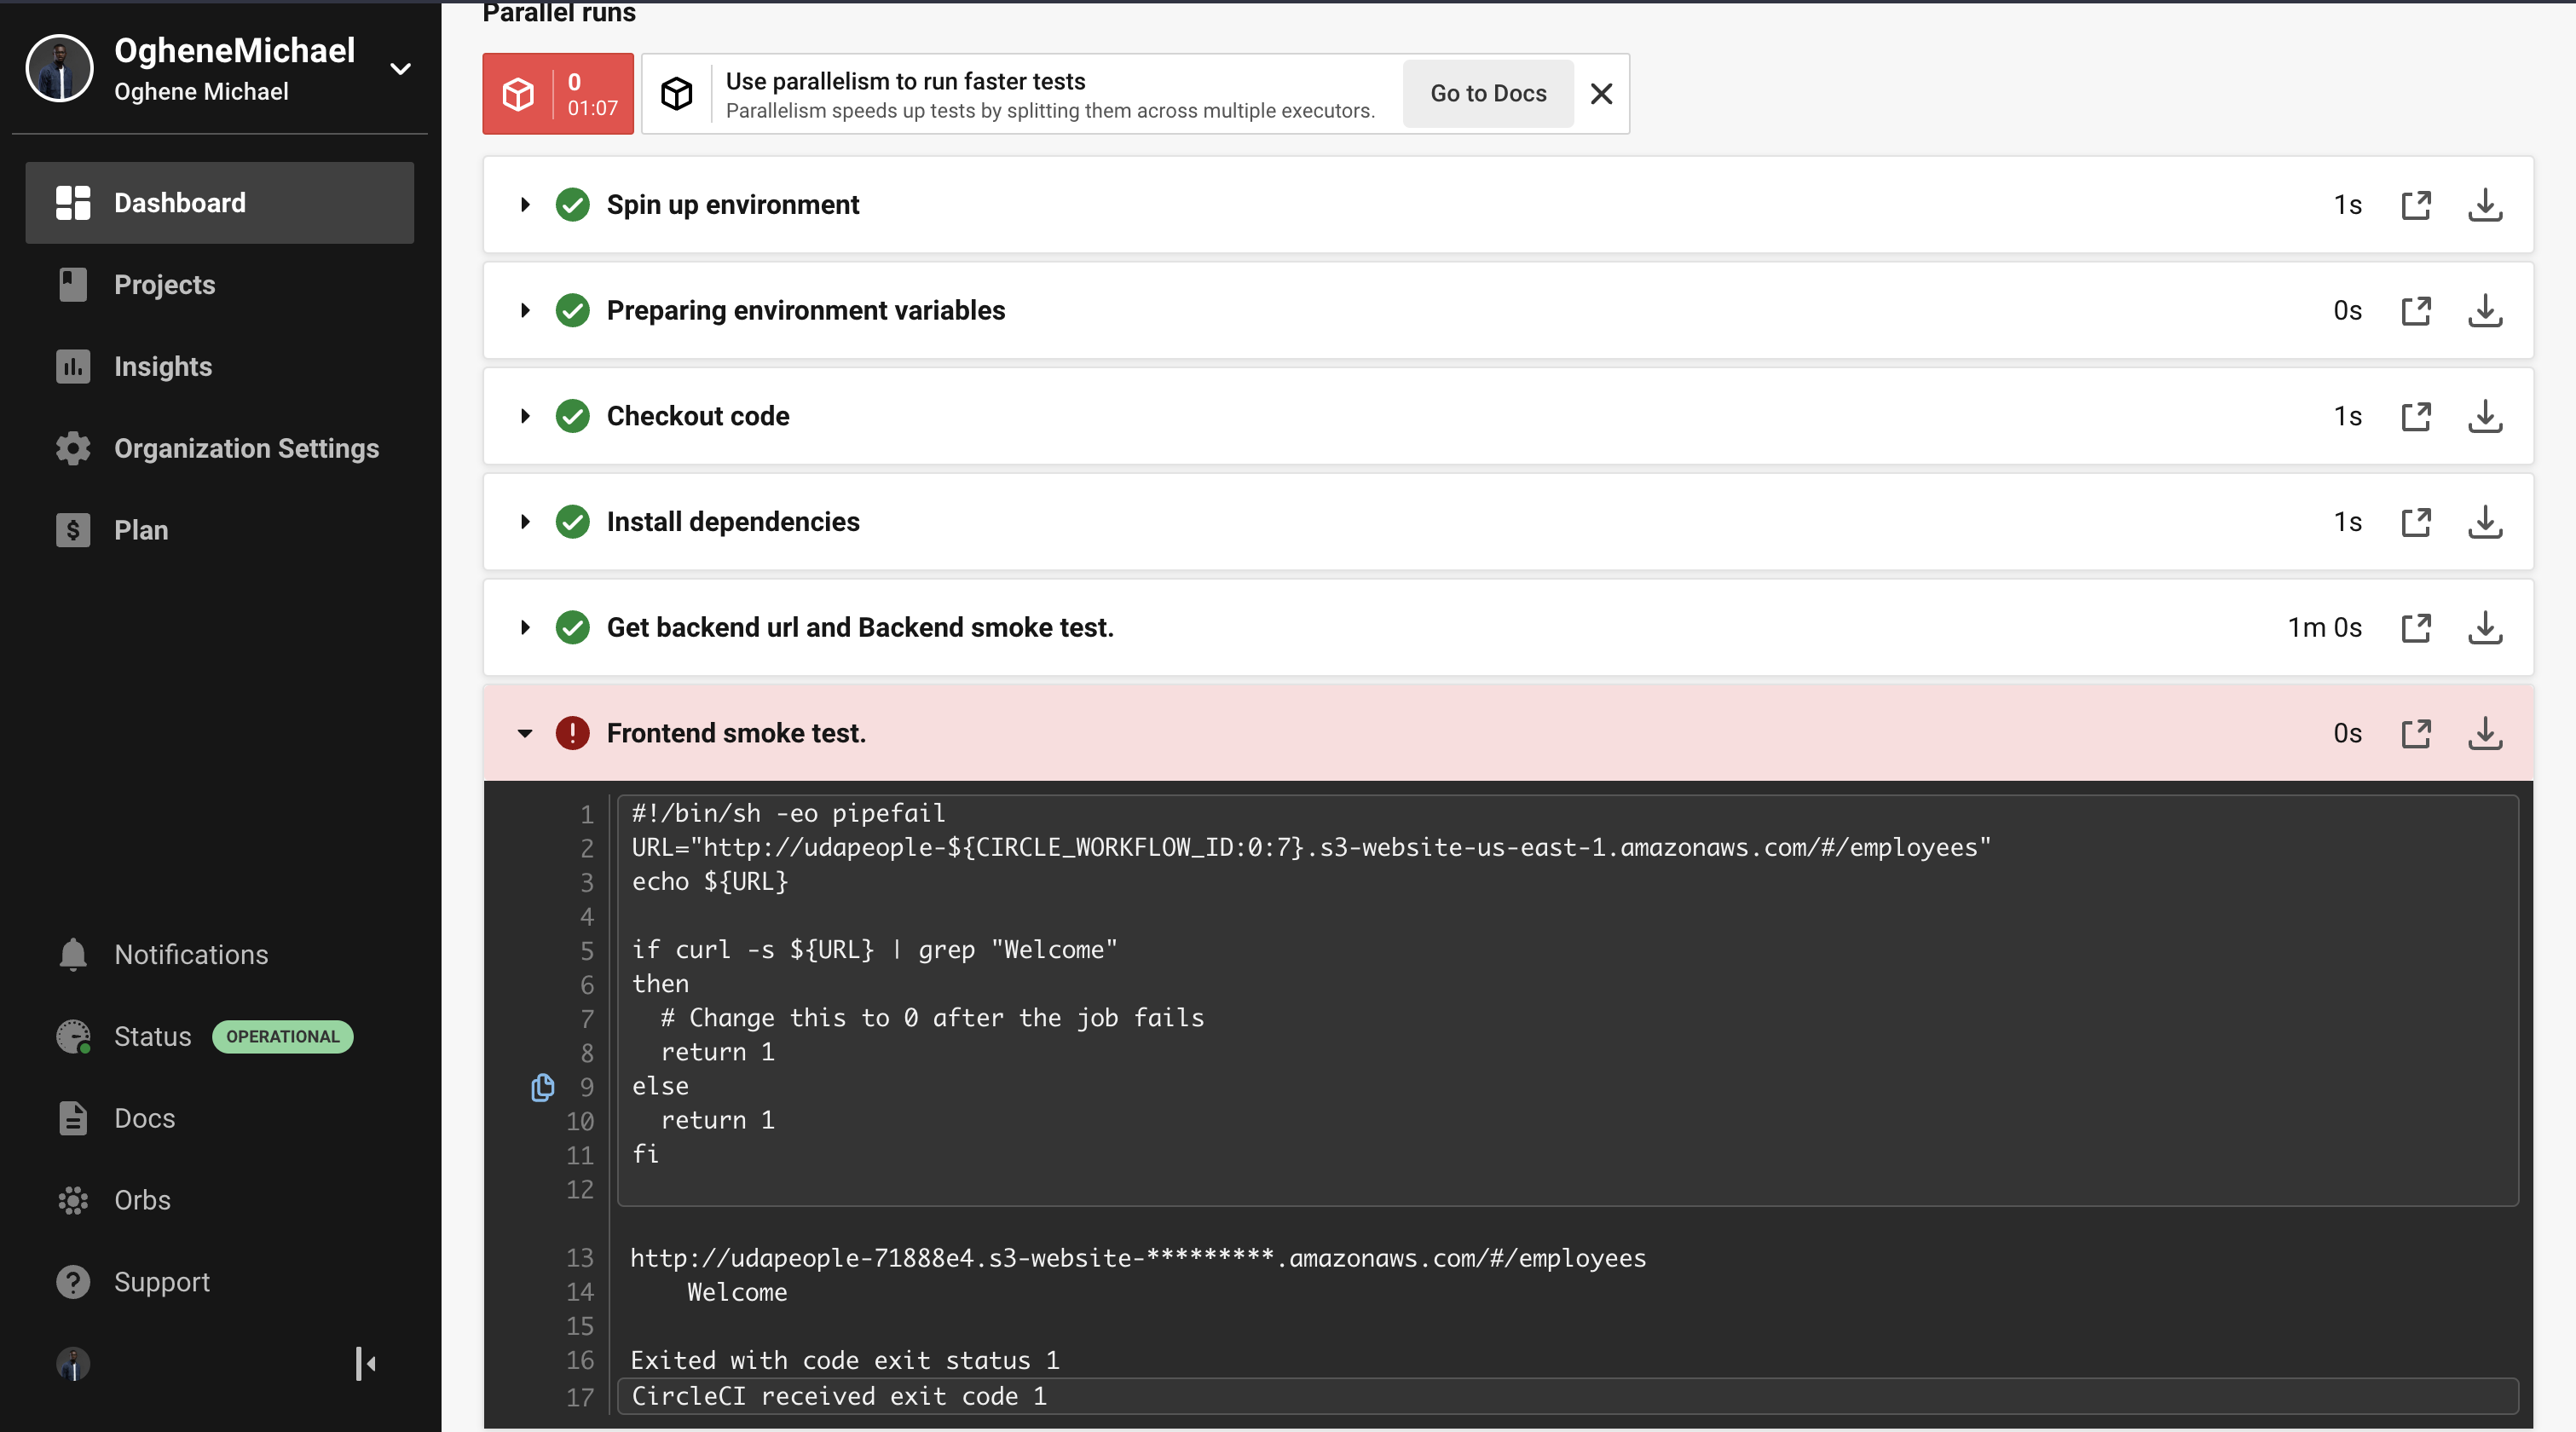 OgheneMichael
Oghene Michael
Dashboard
Projects
Insights
Organization Settings
Plan
Notifications
Status OPERATIONAL
Docs
Orbs
Support
Parallel runs
0
01:07
Use parallelism to run faster tests
Parallelism speeds up tests by splitting them across multiple executors.
Go to Docs
Spin up environment 1s
Preparing environment variables 0s
Checkout code 1s
Install dependencies 1s
Get backend url and Backend smoke test. 1m 0s
Frontend smoke test. 0s
1 #!/bin/sh -eo pipefail
2 URL="http://udapeople-${CIRCLE_WORKFLOW_ID:0:7}.s3-website-us-east-1.amazonaws.com/#/employees"
3 echo ${URL}
4
5 if curl -s ${URL} | grep "Welcome"
6 then
7 # Change this to 0 after the job fails
8 return 1
9 else
10 return 1
11 fi
12
13 http://udapeople-71888e4.s3-website-*********.amazonaws.com/#/employees
14 Welcome
15
16 Exited with code exit status 1
17 CircleCI received exit code 1